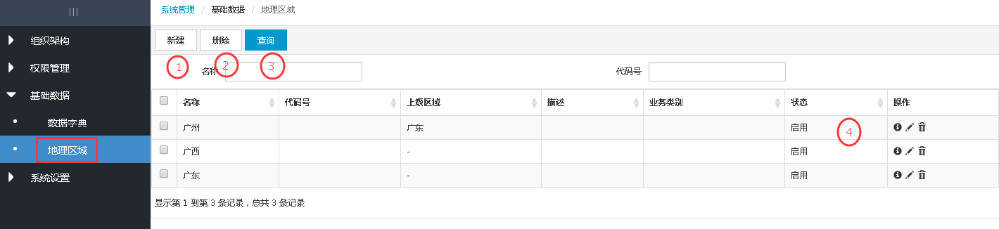 系统管理 / 基础数据 / 地理区域
组织架构
权限管理
基础数据
数据字典
地理区域
系统设置
新建 删除 查询
1 2 3
名称 代码号
名称 代码号 上级区域 描述 业务类别 状态 操作
广州 广东 启用
4
广西 - 启用
广东 - 启用
显示第 1 到第 3 条记录，总共 3 条记录